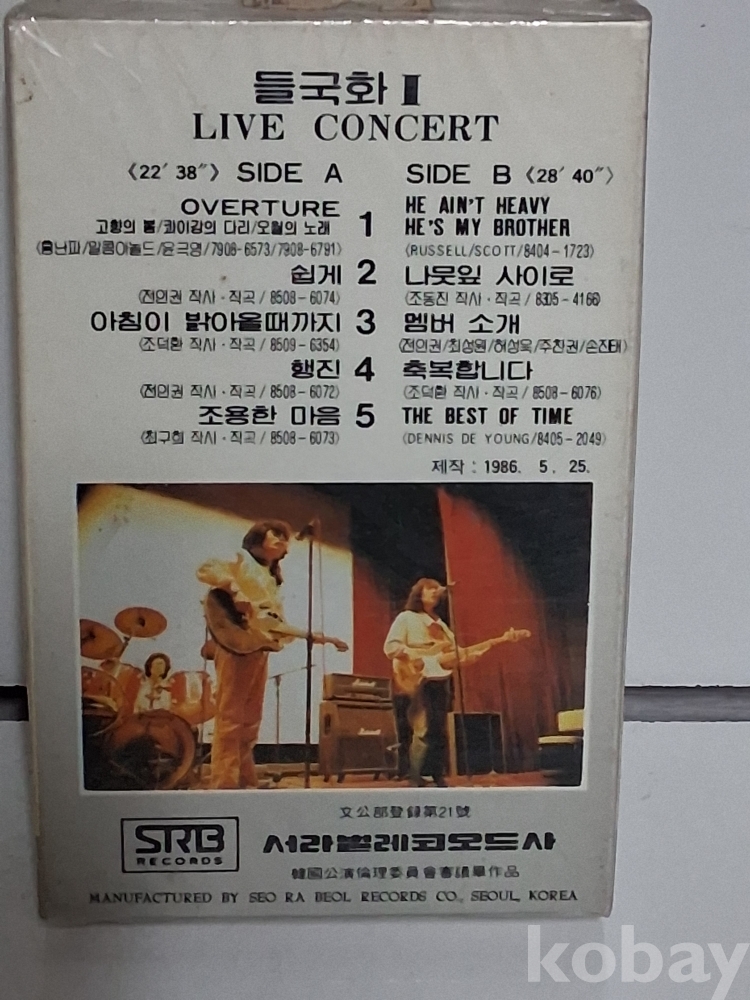 들국화 Ⅱ
LIVE CONCERT
《22′ 38″》 SIDE A
OVERTURE 1
고향의 봄/콰이강의 다리/오월의 노래
《홍난파/말콤아놀드/윤극영/7908-6573/7908-6791》
쉽게 2
《전인권 작사·작곡/8508-6074》
아침이 밝아올때까지 3
《조덕환 작사·작곡/8509-6354》
행진 4
《전인권 작사·작곡/8508-6072》
조용한 마음 5
《최구희 작사·작곡/8508-6073》
SIDE B 《28′ 40″》
HE AIN'T HEAVY
HE'S MY BROTHER
《RUSSELL/SCOTT/8404-1723》
나뭇잎 사이로
《조동진 작사·작곡/8305-4166》
멤버 소개
《전인권/최성원/허성욱/주찬권/손진태》
축복합니다
《조덕환 작사·작곡/8508-6076》
THE BEST OF TIME
《DENNIS DE YOUNG/8405-2049》
제작 : 1986. 5. 25.
文公部登録第21號
SRB
RECORDS
서라벌레코오드사
韓國公演倫理委員會審議畢作品
MANUFACTURED BY SEO RA BEOL RECORDS CO., SEOUL, KOREA
kobay